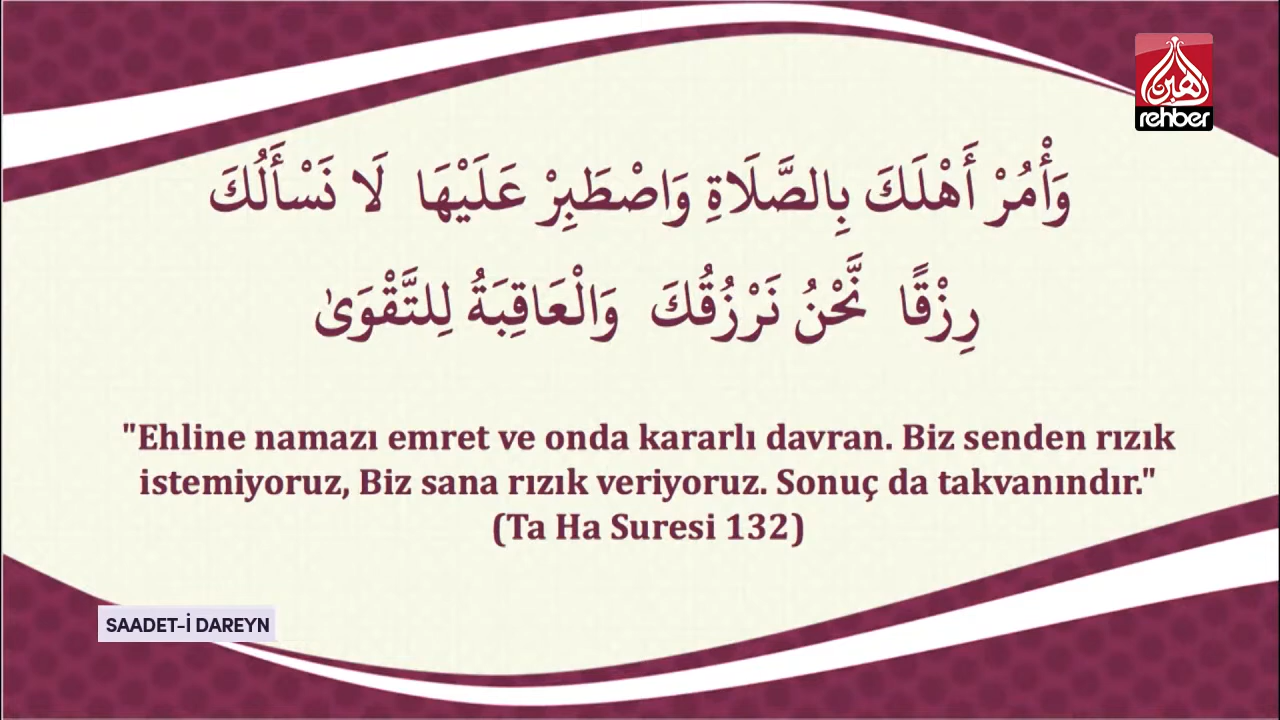 رهبر
rehber
وَأْمُرْ أَهْلَكَ بِالصَّلَاةِ وَاصْطَبِرْ عَلَيْهَا لَا نَسْأَلُكَ
رِزْقًا نَّحْنُ نَرْزُقُكَ وَالْعَاقِبَةُ لِلتَّقْوَىٰ
"Ehline namazı emret ve onda kararlı davran. Biz senden rızık
istemiyoruz, Biz sana rızık veriyoruz. Sonuç da takvanındır."
(Ta Ha Suresi 132)
SAADET-İ DAREYN